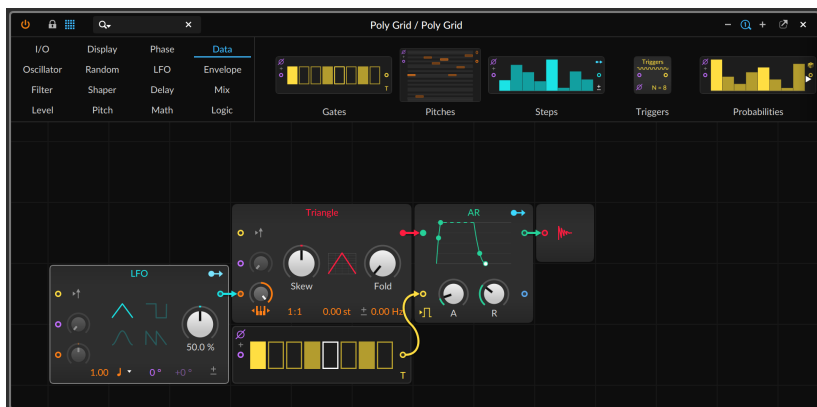 Poly Grid / Poly Grid
I/O Display Phase Data
Oscillator Random LFO Envelope
Filter Shaper Delay Mix
Level Pitch Math Logic
T
Gates
Pitches
Steps
Triggers
N = 8
Triggers
Probabilities
Triangle
Skew
Fold
1:1 0.00 st ± 0.00 Hz
AR
A R
LFO
50.0 %
1.00 0° +0° ±
T